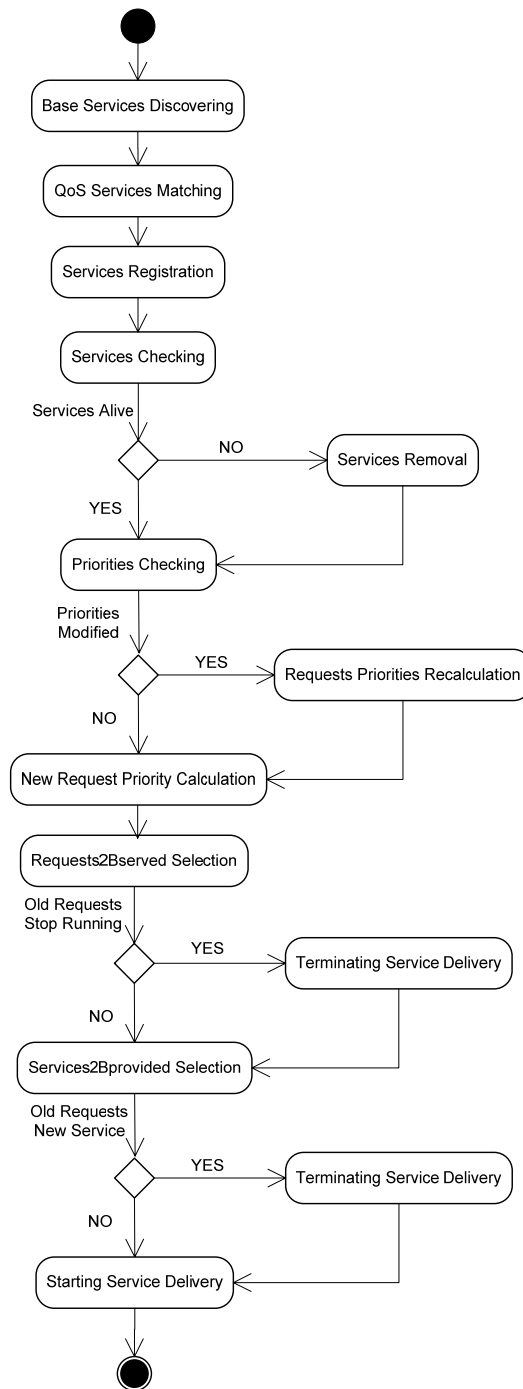 Base Services Discovering
QoS Services Matching
Services Registration
Services Checking
Services Alive
NO
Services Removal
YES
Priorities Checking
Priorities
Modified
YES
Requests Priorities Recalculation
NO
New Request Priority Calculation
Requests2Bserved Selection
Old Requests
Stop Running
YES
Terminating Service Delivery
NO
Services2Bprovided Selection
Old Requests
New Service
YES
Terminating Service Delivery
NO
Starting Service Delivery